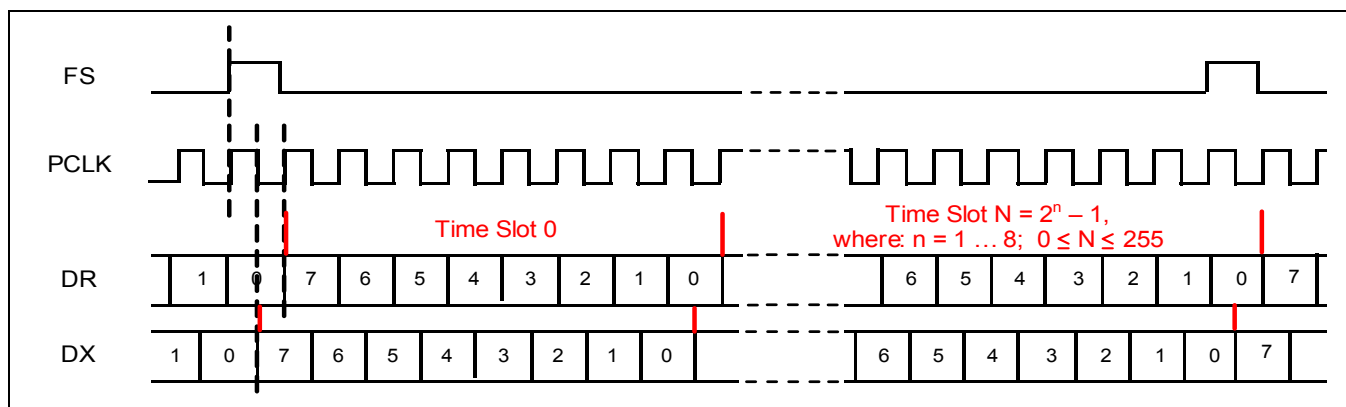 FS
PCLK
Time Slot 0
Time Slot N = 2ⁿ – 1,
where: n = 1 … 8; 0 ≤ N ≤ 255
DR 1 0 7 6 5 4 3 2 1 0 6 5 4 3 2 1 0 7
DX 1 0 7 6 5 4 3 2 1 0 6 5 4 3 2 1 0 7